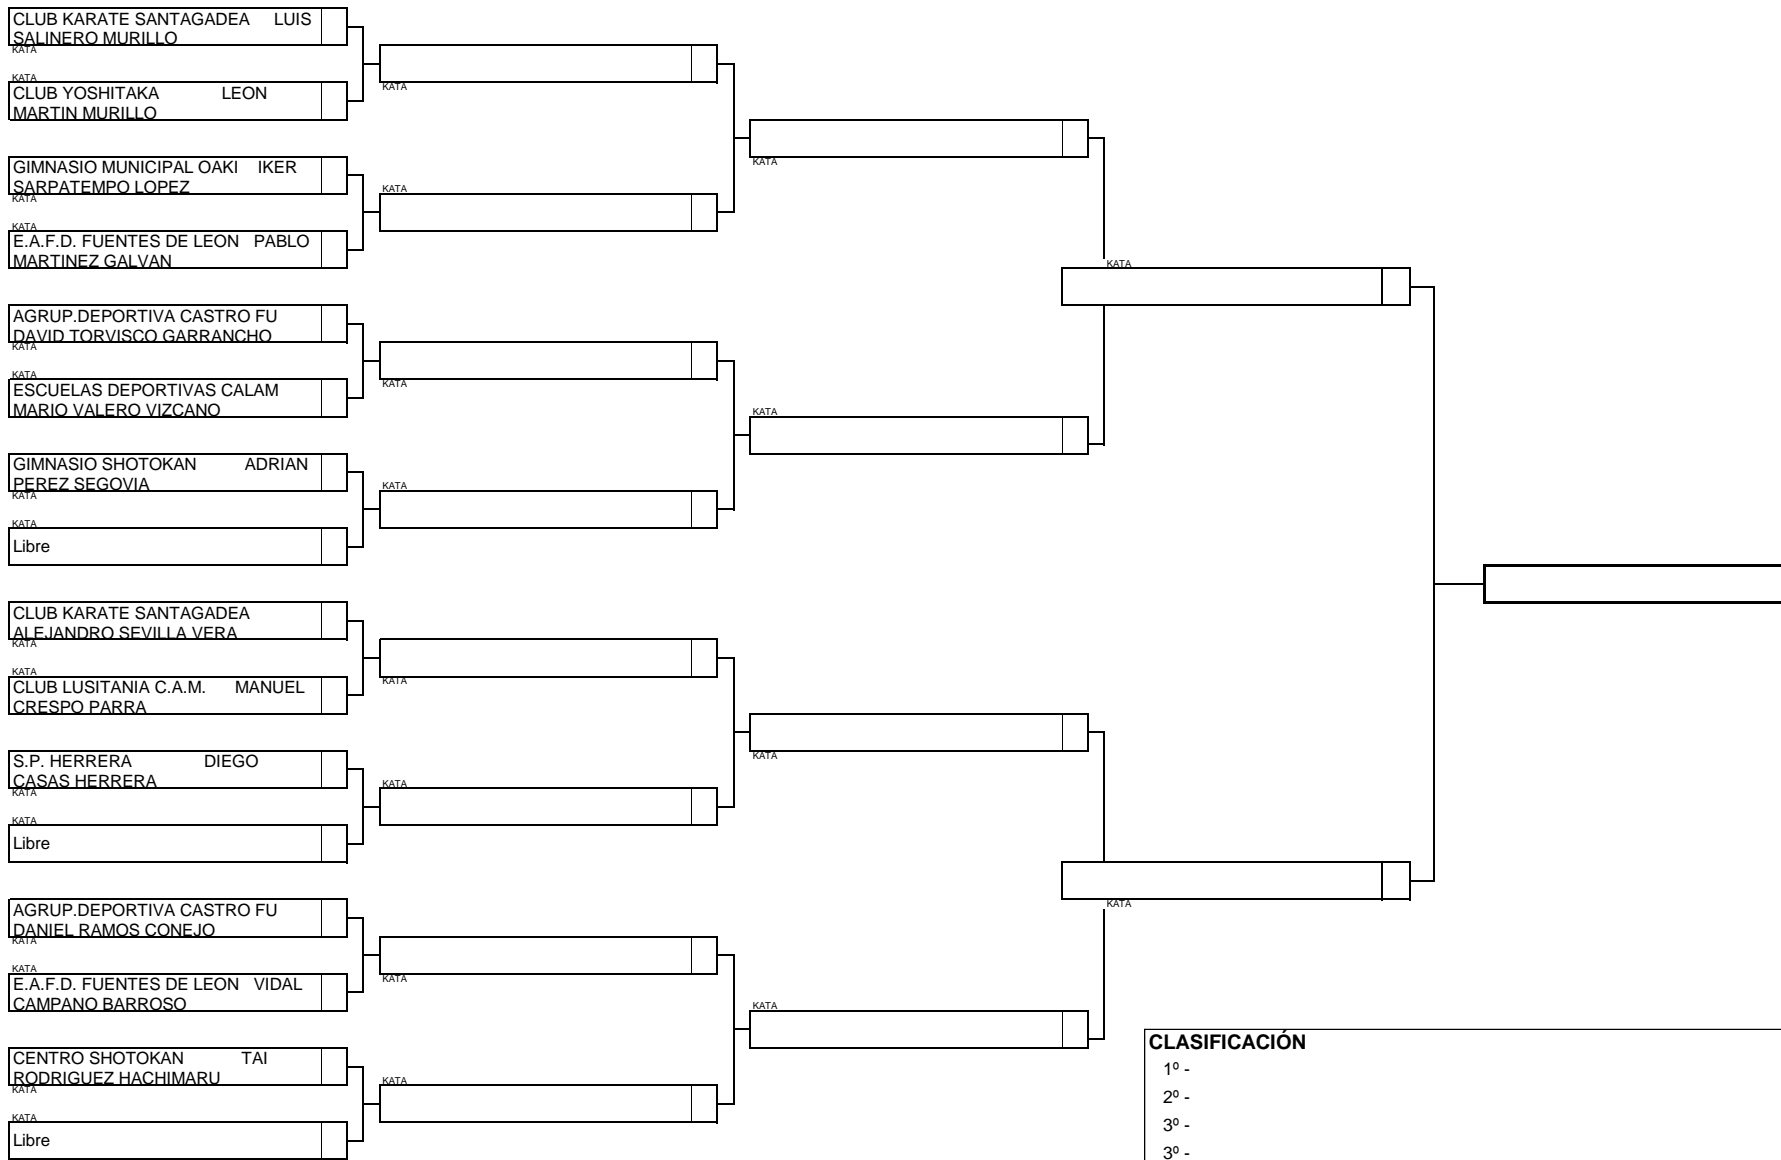 CLUB KARATE SANTAGADEA LUIS
SALINERO MURILLO
KATA
KATA
CLUB YOSHITAKA LEON
MARTIN MURILLO
GIMNASIO MUNICIPAL OAKI IKER
SARPATEMPO LOPEZ
KATA
KATA
E.A.F.D. FUENTES DE LEON PABLO
MARTINEZ GALVAN
AGRUP.DEPORTIVA CASTRO FU
DAVID TORVISCO GARRANCHO
KATA
KATA
ESCUELAS DEPORTIVAS CALAM
MARIO VALERO VIZCANO
GIMNASIO SHOTOKAN ADRIAN
PEREZ SEGOVIA
KATA
KATA
Libre
CLUB KARATE SANTAGADEA
ALEJANDRO SEVILLA VERA
KATA
KATA
CLUB LUSITANIA C.A.M. MANUEL
CRESPO PARRA
S.P. HERRERA DIEGO
CASAS HERRERA
KATA
KATA
Libre
AGRUP.DEPORTIVA CASTRO FU
DANIEL RAMOS CONEJO
KATA
KATA
E.A.F.D. FUENTES DE LEON VIDAL
CAMPANO BARROSO
CENTRO SHOTOKAN TAI
RODRIGUEZ HACHIMARU
KATA
KATA
Libre
KATA
KATA
KATA
KATA
KATA
KATA
KATA
KATA
KATA
KATA
KATA
KATA
KATA
KATA
CLASIFICACIÓN
1º -
2º -
3º -
3º -